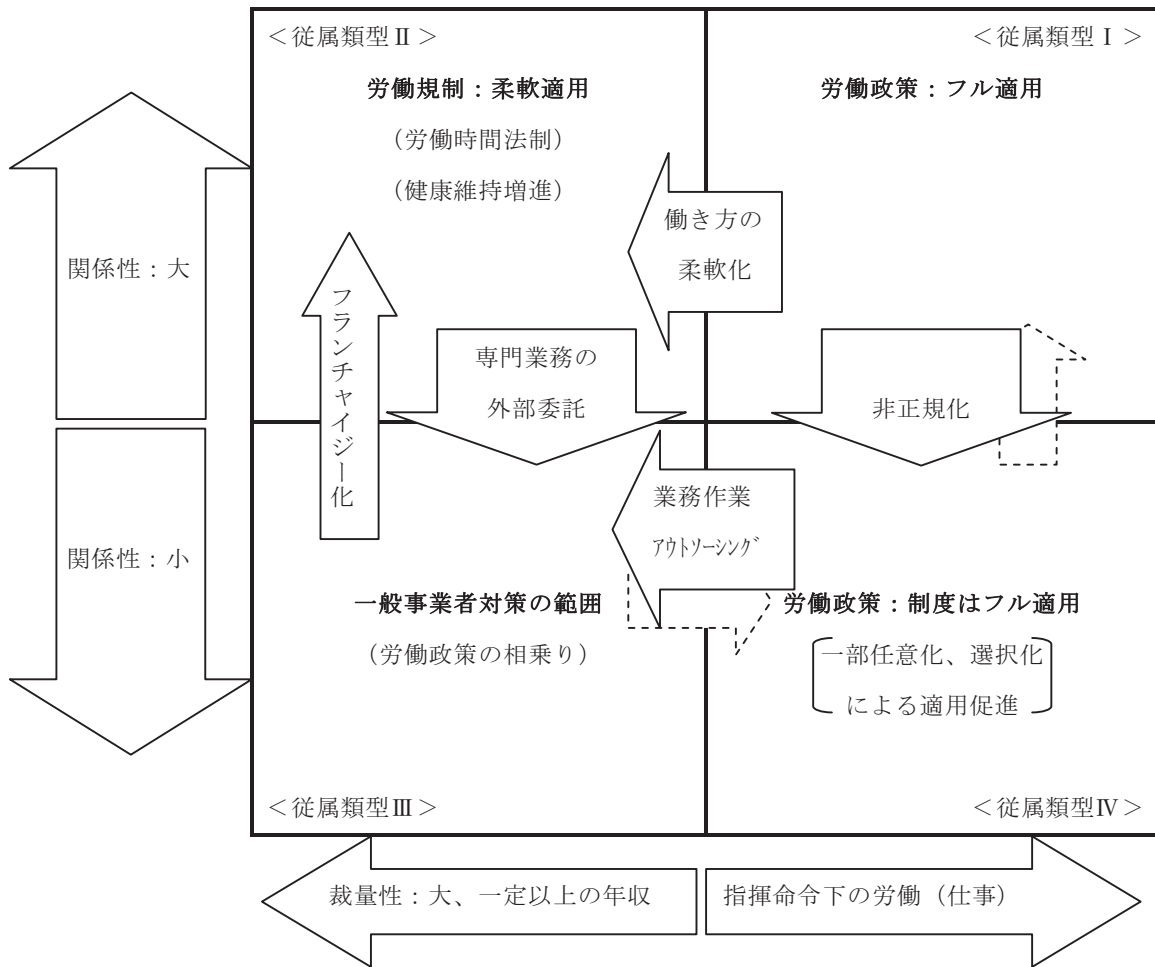 ＜従属類型Ⅱ＞
＜従属類型Ⅰ＞
労働規制：柔軟適用
（労働時間法制）
（健康維持増進）
労働政策：フル適用
関係性：大
働き方の
柔軟化
フランチャイジー化
専門業務の
外部委託
非正規化
関係性：小
業務作業
ｱｳﾄｿｰｼﾝｸﾞ
一般事業者対策の範囲
（労働政策の相乗り）
労働政策：制度はフル適用
一部任意化、選択化
による適用促進
＜従属類型Ⅲ＞
＜従属類型Ⅳ＞
裁量性：大、一定以上の年収
指揮命令下の労働（仕事）